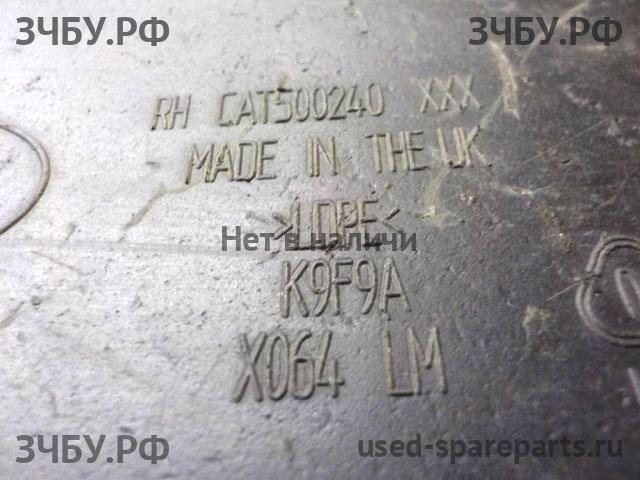 ЗЧБУ.РФ ЗЧБУ.РФ
RH CAT500240 XXX
MADE IN THE UK
>LDPE<
Нет в наличи
K9F9A
X064 LM
ЗЧБУ.РФ used-spareparts.ru